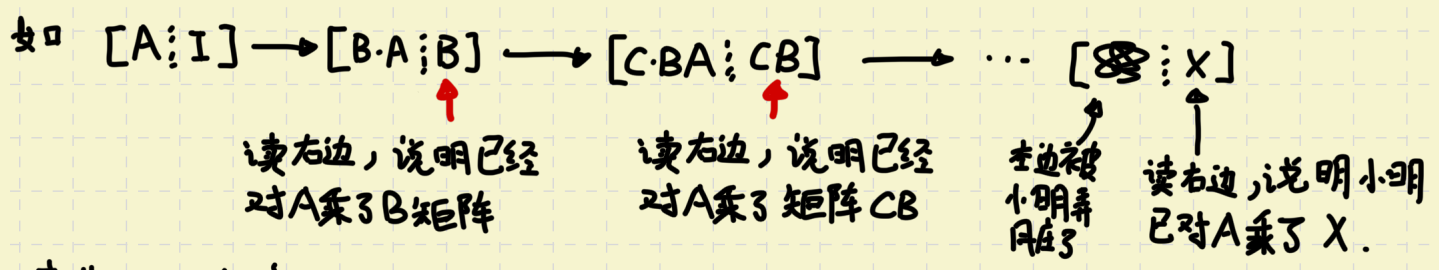 如 [A⋮I] → [B·A⋮B] → [C·BA⋮CB] → ··· [⋮X]
读右边，说明已经
对A乘了B矩阵
读右边，说明已经
对A乘了矩阵CB
左边被
小明弄
丢了
读右边，说明小明
已对A乘了X.